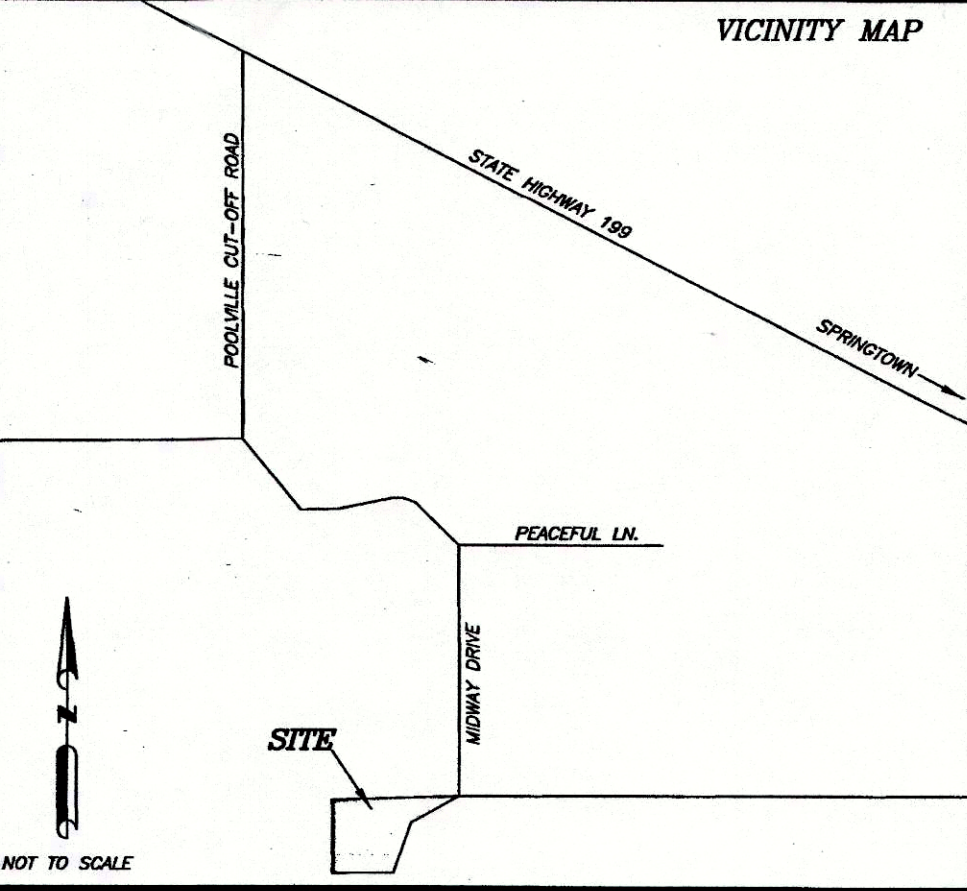 VICINITY MAP
STATE HIGHWAY 199
POOLVILLE CUT-OFF ROAD
SPRINGTOWN
PEACEFUL LN.
MIDWAY DRIVE
SITE
N
NOT TO SCALE